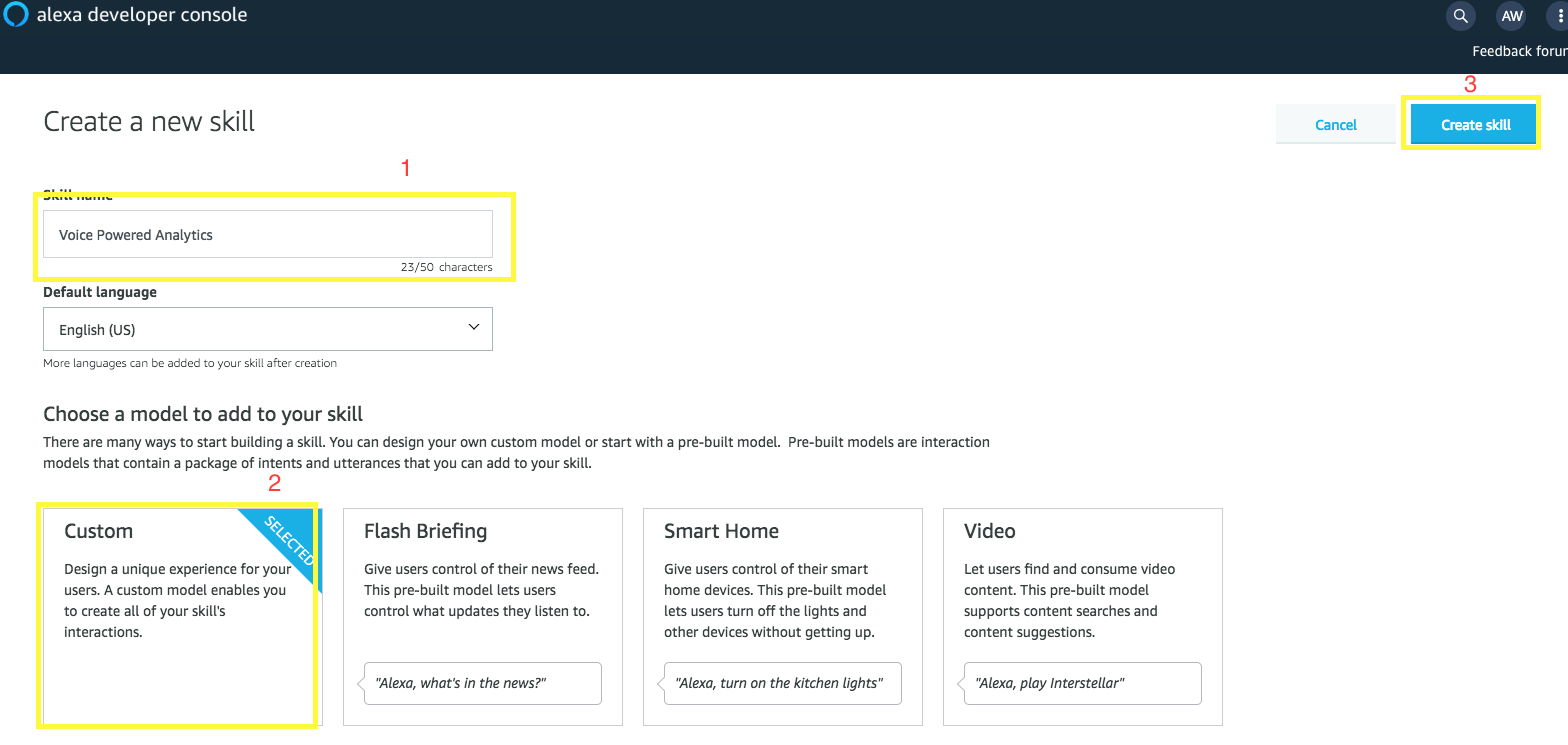 alexa developer console
AW
Feedback forum
3
Create a new skill
Cancel
Create skill
1
Skill name
Voice Powered Analytics
23/50 characters
Default language
English (US)
More languages can be added to your skill after creation
Choose a model to add to your skill
There are many ways to start building a skill. You can design your own custom model or start with a pre-built model. Pre-built models are interaction
models that contain a package of intents and utterances that you can add to your skill.
2
Custom
SELECTED
Design a unique experience for your
users. A custom model enables you
to create all of your skill's
interactions.
Flash Briefing
Give users control of their news feed.
This pre-built model lets users
control what updates they listen to.
"Alexa, what's in the news?"
Smart Home
Give users control of their smart
home devices. This pre-built model
lets users turn off the lights and
other devices without getting up.
"Alexa, turn on the kitchen lights"
Video
Let users find and consume video
content. This pre-built model
supports content searches and
content suggestions.
"Alexa, play Interstellar"